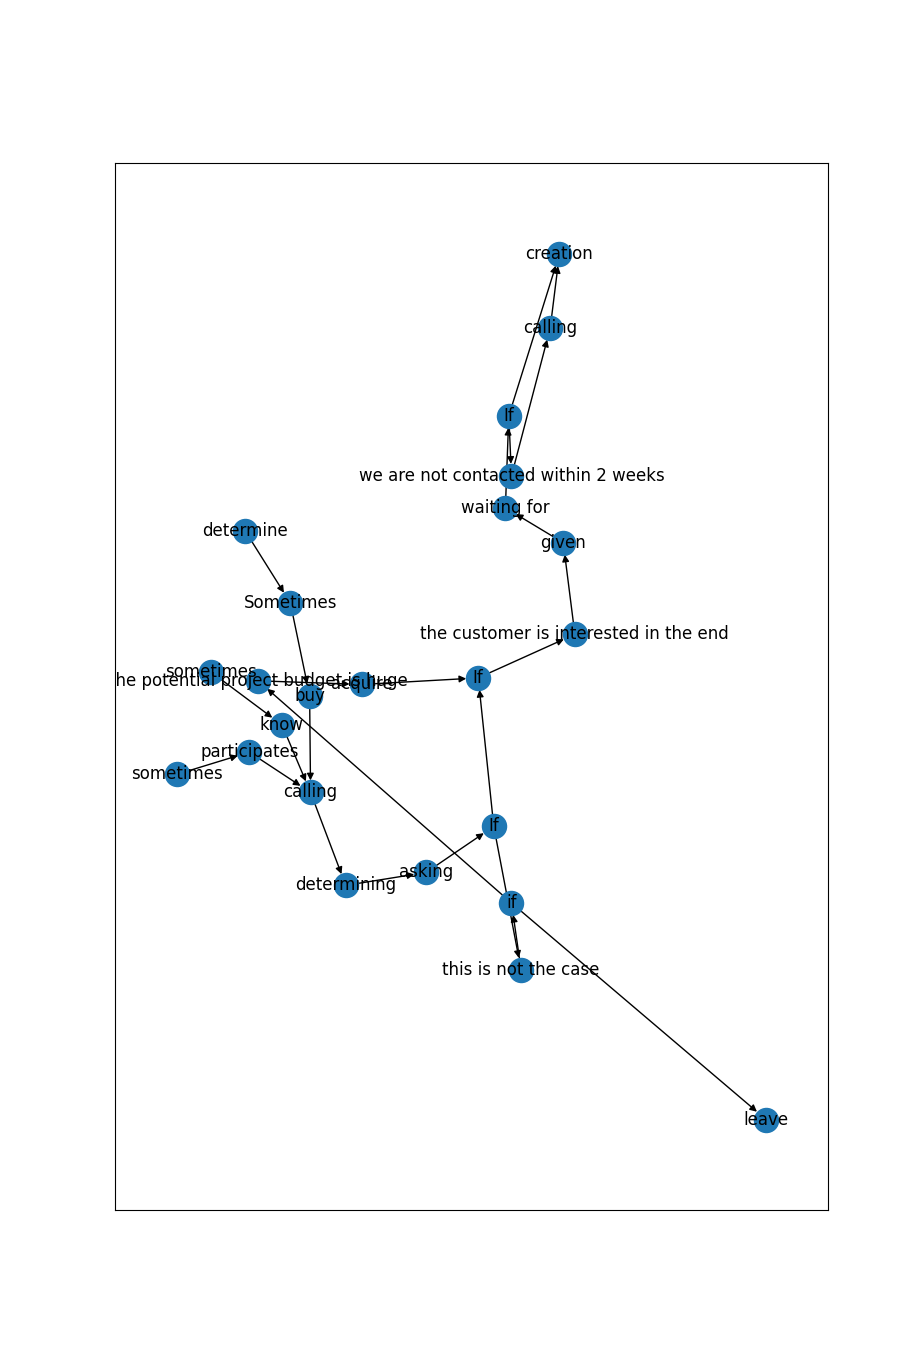 creation
calling
If
we are not contacted within 2 weeks
waiting for
determine
given
Sometimes
the customer is interested in the end
sometimes
he potential project budget is huge
acquire
If
buy
know
participates
sometimes
calling
If
asking
determining
if
this is not the case
leave